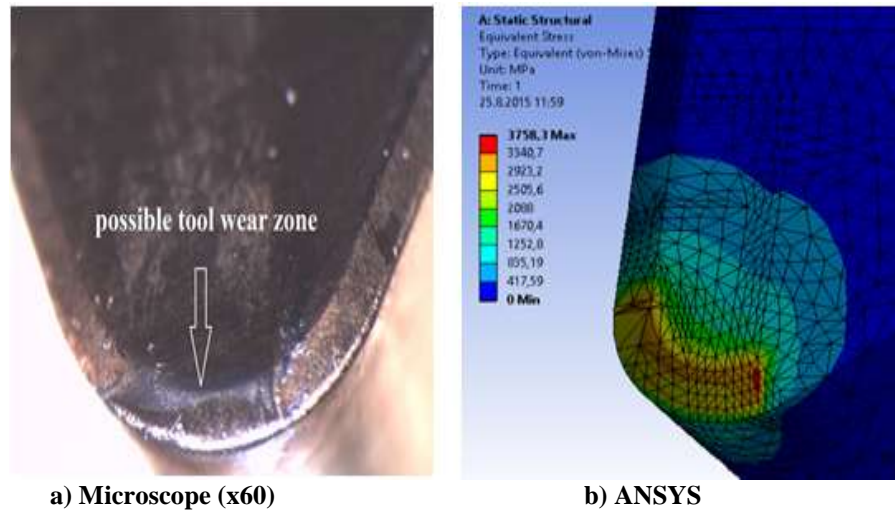 possible tool wear zone
A: Static Structural
Equivalent Stress
Type: Equivalent (von-Mises)
Unit: MPa
Time: 1
25.8.2015 11:59
3758,3 Max
3340,7
2923,2
2505,6
2088
1670,4
1252,8
835,19
417,59
0 Min
a) Microscope (x60)
b) ANSYS